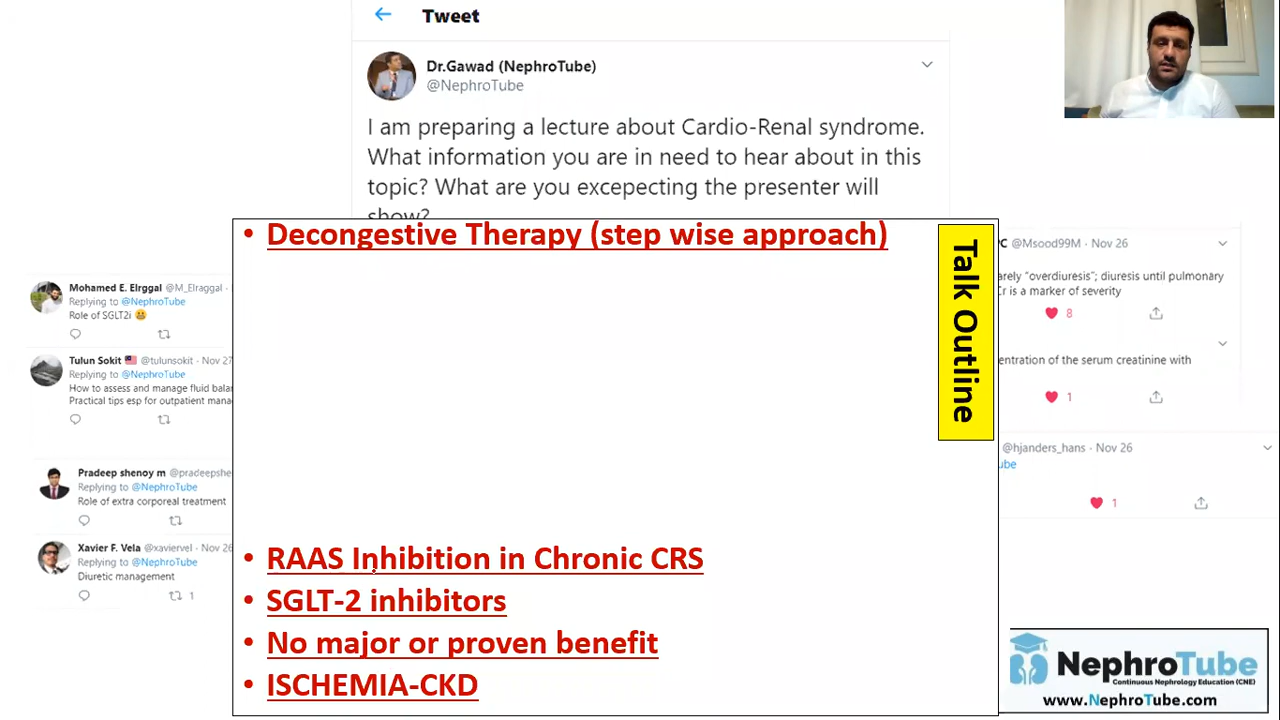 Tweet
Dr.Gawad (NephroTube)
@NephroTube
I am preparing a lecture about Cardio-Renal syndrome.
What information you are in need to hear about in this
topic? What are you excepecting the presenter will
show?
• Decongestive Therapy (step wise approach)
• RAAS Inhibition in Chronic CRS
• SGLT-2 inhibitors
• No major or proven benefit
• ISCHEMIA-CKD
Talk Outline
Mohamed E. Elrggal @M_Elraggal ·
Replying to @NephroTube
Role of SGLT2i
Tulun Sokit @tulunsokit · Nov 27
Replying to @NephroTube
How to assess and manage fluid bala
Practical tips esp for outpatient mana
Pradeep shenoy m @pradeepshe
Replying to @NephroTube
Role of extra corporeal treatment
Xavier F. Vela @xaviervel · Nov 26
Replying to @NephroTube
Diuretic management
1
PC @Msood99M · Nov 26
arely "overdiuresis"; diuresis until pulmonary
Cr is a marker of severity
8
entration of the serum creatinine with
1
@hjanders_hans · Nov 26
ube
1
NephroTube
Continuous Nephrology Education (CNE)
www.NephroTube.com